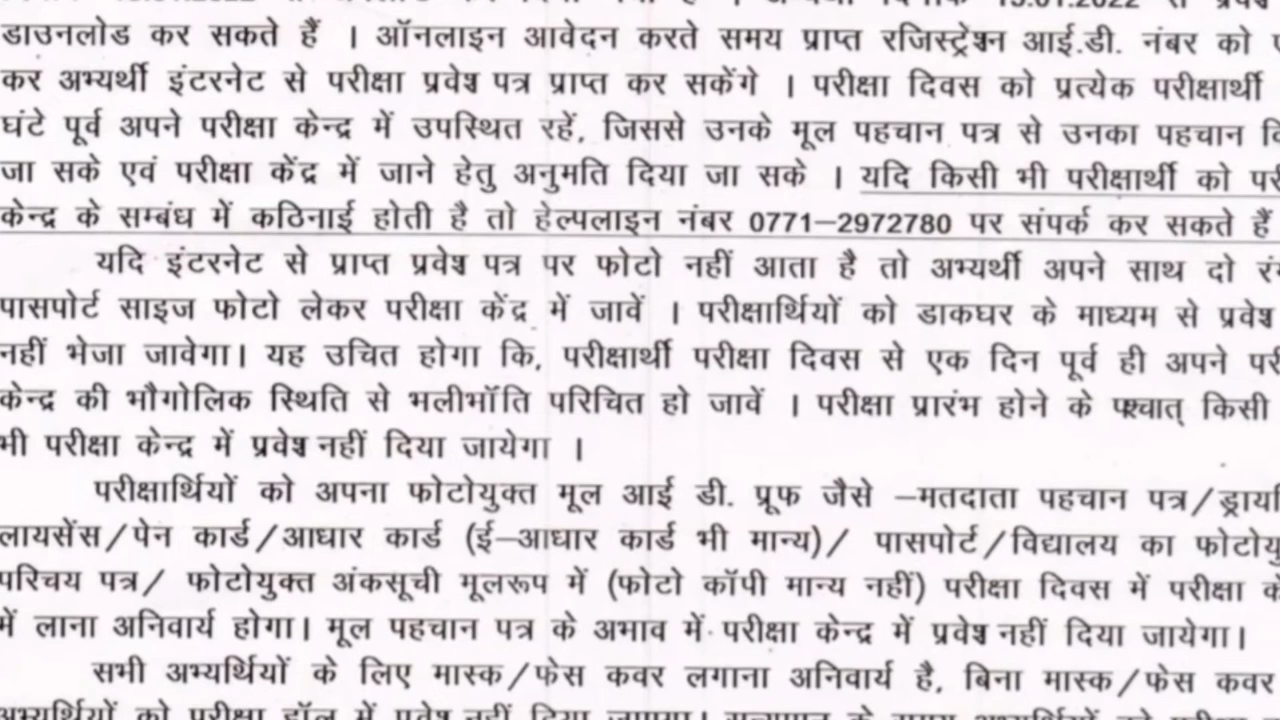 डाउनलोड कर सकते हैं । ऑनलाइन आवेदन करते समय प्राप्त रजिस्ट्रेशन आई.डी. नंबर को
कर अभ्यर्थी इंटरनेट से परीक्षा प्रवेश पत्र प्राप्त कर सकेंगे । परीक्षा दिवस को प्रत्येक परीक्षार्थी
घंटे पूर्व अपने परीक्षा केन्द्र में उपस्थित रहें, जिससे उनके मूल पहचान पत्र से उनका पहचान
जा सके एवं परीक्षा केंद्र में जाने हेतु अनुमति दिया जा सके । यदि किसी भी परीक्षार्थी को
केन्द्र के सम्बंध में कठिनाई होती है तो हेल्पलाइन नंबर 0771–2972780 पर संपर्क कर सकते हैं
यदि इंटरनेट से प्राप्त प्रवेश पत्र पर फोटो नहीं आता है तो अभ्यर्थी अपने साथ दो
पासपोर्ट साइज फोटो लेकर परीक्षा केंद्र में जावें । परीक्षार्थियों को डाकघर के माध्यम से प्रवेश
नहीं भेजा जावेगा। यह उचित होगा कि, परीक्षार्थी परीक्षा दिवस से एक दिन पूर्व ही अपने
केन्द्र की भौगोलिक स्थिति से भलीभॉति परिचित हो जावें । परीक्षा प्रारंभ होने के पश्चात् किसी
भी परीक्षा केन्द्र में प्रवेश नहीं दिया जायेगा ।
परीक्षार्थियों को अपना फोटोयुक्त मूल आई डी. प्रूफ जैसे –मतदाता पहचान पत्र/
लायसेंस/पेन कार्ड/आधार कार्ड (ई–आधार कार्ड भी मान्य)/ पासपोर्ट/विद्यालय का
परिचय पत्र/ फोटोयुक्त अंकसूची मूलरूप में (फोटो कॉपी मान्य नहीं) परीक्षा दिवस में परीक्षा
में लाना अनिवार्य होगा। मूल पहचान पत्र के अभाव में परीक्षा केन्द्र में प्रवेश नहीं दिया जायेगा।
सभी अभ्यर्थियों के लिए मास्क/फेस कवर लगाना अनिवार्य है, बिना मास्क/फेस कवर